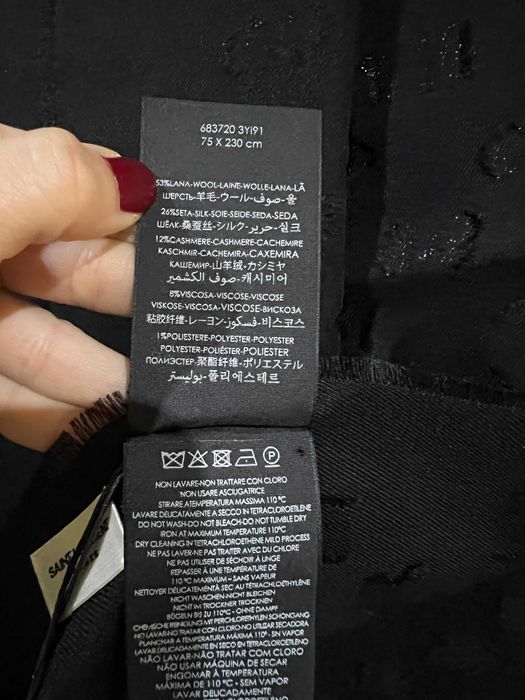 683720 3YI91
75 X 230 cm
53%LANA-WOOL-LAINE-WOLLE-LANA-LÃ
ШЕРСТЬ-羊毛-ウール-صوف-울
26%SETA-SILK-SOIE-SEIDE-SEDA-SEDA
ШЁЛК-桑蚕丝-シルク-حرير-실크
12%CASHMERE-CASHMERE-CACHEMIRE
KASCHMIR-CACHEMIRA-CAXEMIRA
КАШЕМИР-山羊绒-カシミヤ
캐시미어-صوف الكشمير
8%VISCOSA-VISCOSE-VISCOSE
VISKOSE-VISCOSA-VISCOSE-ВИСКОЗА
粘胶纤维-レーヨン-فسكوز-비스코스
1%POLIESTERE-POLYESTER-POLYESTER
POLYESTER-POLIÉSTER-POLIESTER
ПОЛИЭСТЕР-聚酯纤维-ポリエステル
بوليستر-폴리에스테르
P
NON LAVARE-NON TRATTARE CON CLORO
NON USARE ASCIUGATRICE
STIRARE ATEMPERATURA MASSIMA 110 °C
LAVARE DELICATAMENTE A SECCO IN TETRACLOROETILENE
DO NOT WASH-DO NOT BLEACH-DO NOT TUMBLE DRY
IRON AT MAXIMUM TEMPERATURE 110°C
DRY CLEANING IN TETRACHLOROETHYLENE MILD PROCESS
NE PAS LAVER-NE PAS TRAITER AVEC DU CHLORE
NE PAS UTILISER DE SÉCHOIR À LINGE
REPASSER À UNE TEMPÉRATURE DE
110 °C MAXIMUM – SANS VAPEUR
NETTOYER DÉLICATEMENT SEC AU TÉTRACHLOÉTHYLÈNE
NICHT WASCHEN-NICHT BLEICHEN
NICHT IM TROCKNER TROCKNEN
BÜGELN BIS ZU 110°C - OHNE DAMPF
CHEMISCHE REINIGUNG MIT PERCHLORETHYLEN SCHONGANG
NO LAVAR-NO TRATAR CON CLORO-NO UTILIZAR SECADORA
PLANCHAR A TEMPERATURA MÁXIMA 110°- SIN VAPOR
LAVAR DELICADAMENTE EN SECO EN TETRACLOROETILENO
NÃO LAVAR-NÃO TRATAR COM CLORO
NÃO USAR MÁQUINA DE SECAR
ENGOMAR À TEMPERATURA
MÁXIMA DE 110 °C - SEM VAPOR
LAVAR DELICADAMENTE A SECO
SAINT